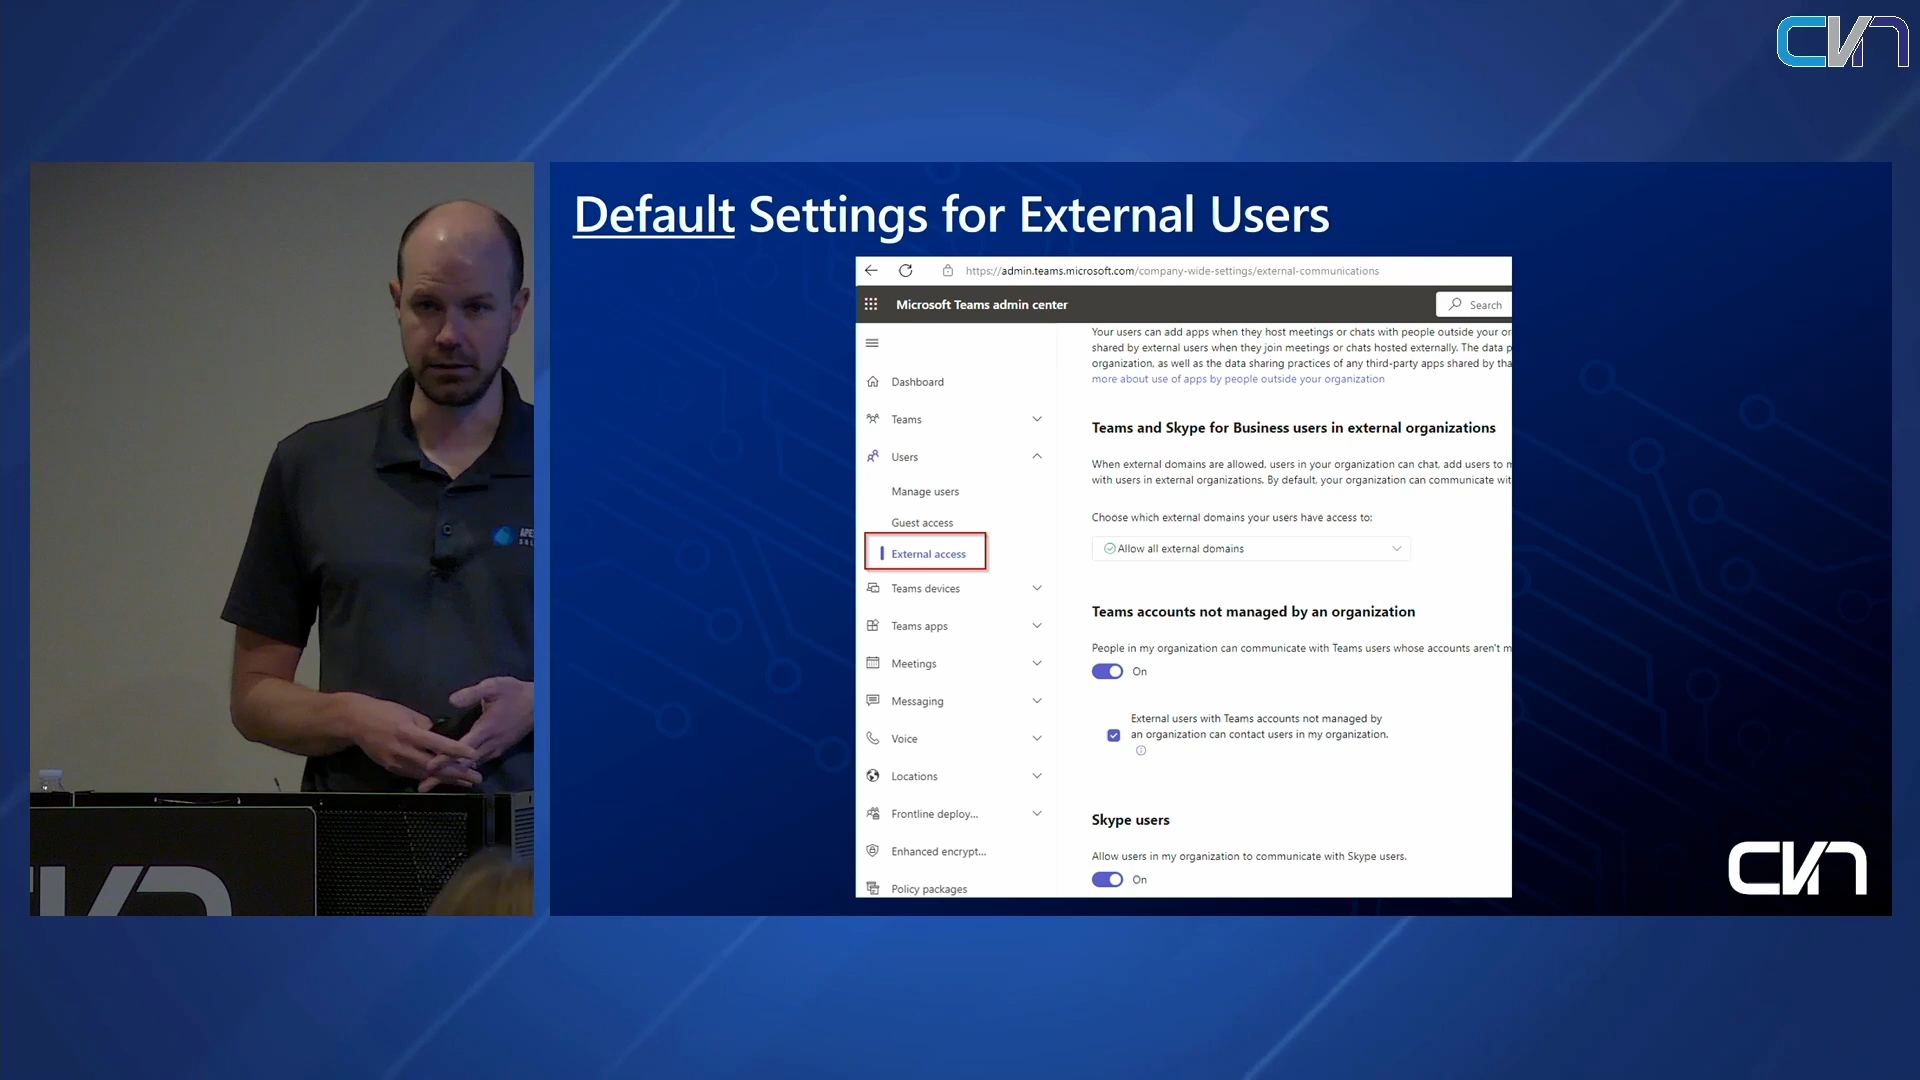 CVN
Default Settings for External Users
https://admin.teams.microsoft.com/company-wide-settings/external-communications
Microsoft Teams admin center
Search
Your users can add apps when they host meetings or chats with people outside your or
shared by external users when they join meetings or chats hosted externally. The data p
organization, as well as the data sharing practices of any third-party apps shared by tha
more about use of apps by people outside your organization
Dashboard
Teams
Users
Manage users
Guest access
External access
Teams devices
Teams apps
Meetings
Messaging
Voice
Locations
Frontline deploy...
Enhanced encrypt...
Policy packages
Teams and Skype for Business users in external organizations
When external domains are allowed, users in your organization can chat, add users to m
with users in external organizations. By default, your organization can communicate wit
Choose which external domains your users have access to:
Allow all external domains
Teams accounts not managed by an organization
People in my organization can communicate with Teams users whose accounts aren't m
On
External users with Teams accounts not managed by
an organization can contact users in my organization.
Skype users
Allow users in my organization to communicate with Skype users.
On
CVN